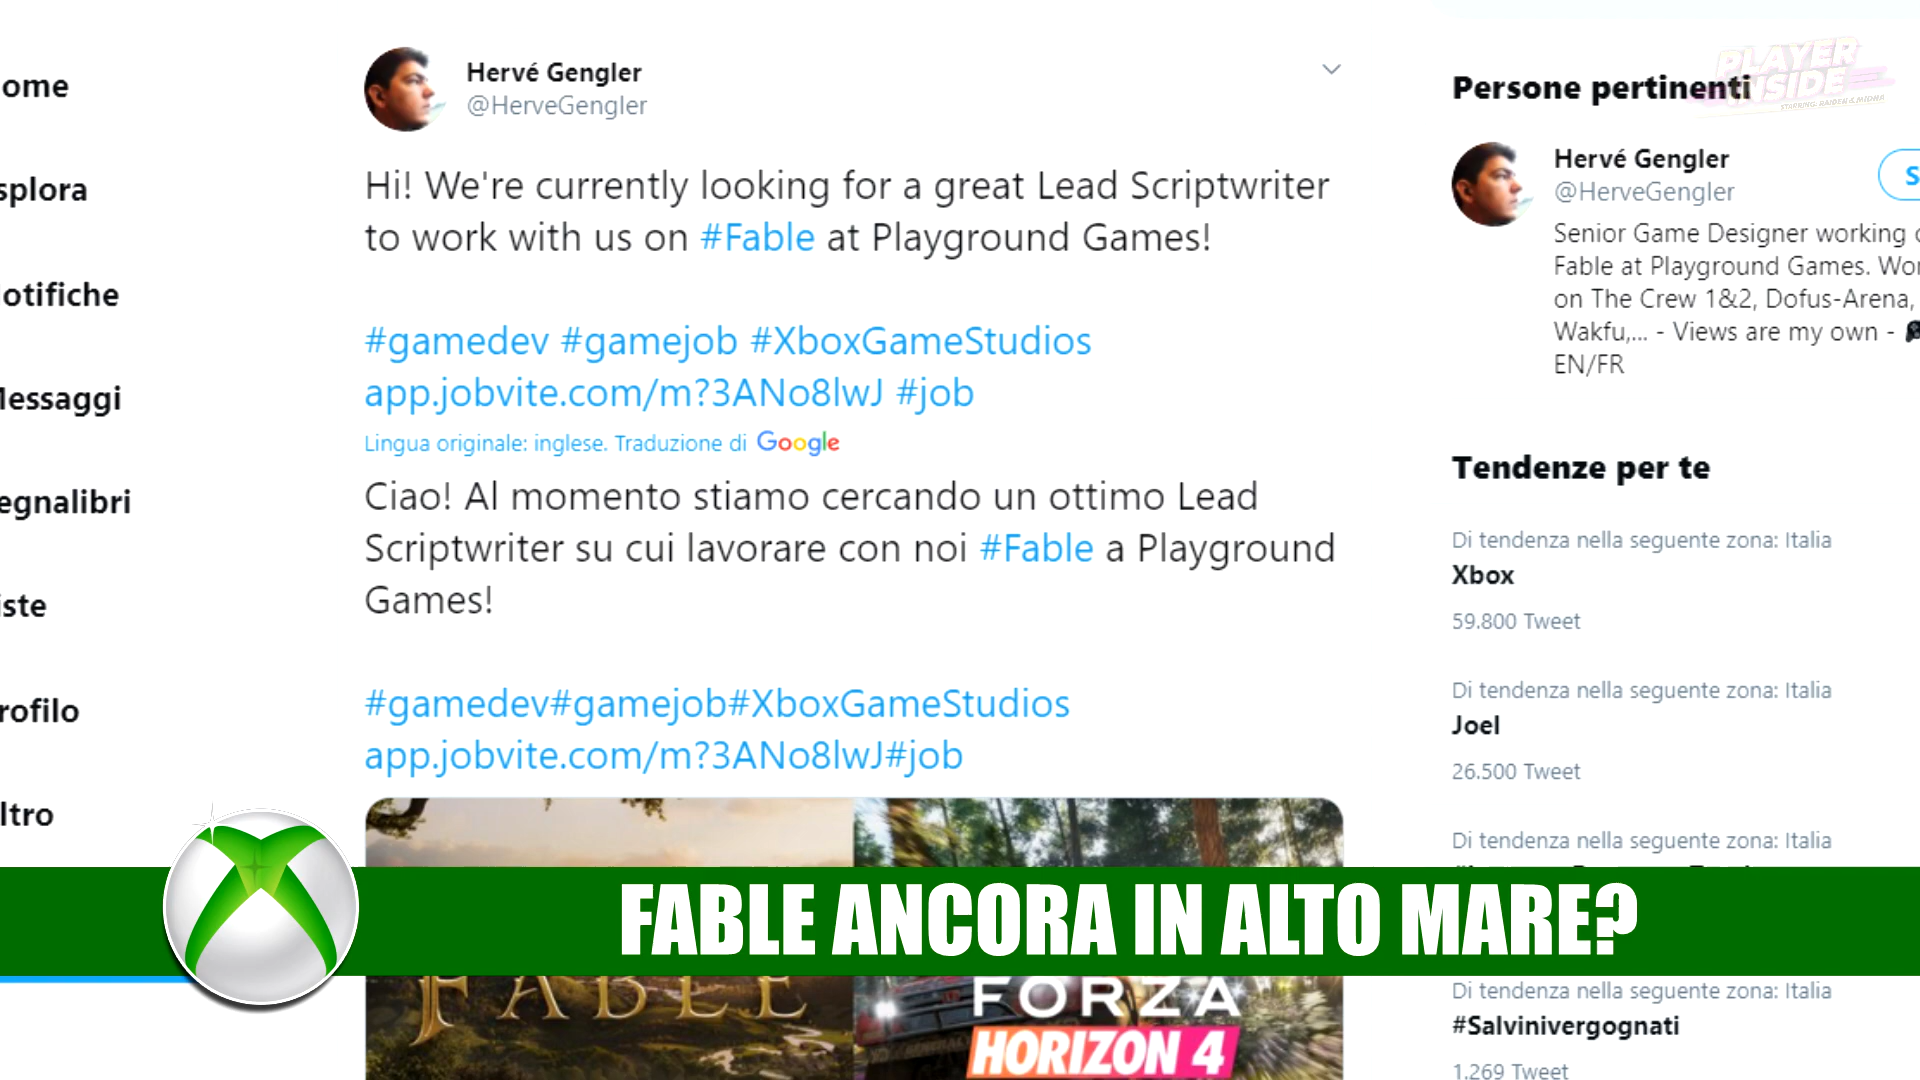 ome
splora
otifiche
Messaggi
egnalibri
iste
rofilo
ltro
Hervé Gengler
@HerveGengler
Hi! We're currently looking for a great Lead Scriptwriter
to work with us on #Fable at Playground Games!
#gamedev #gamejob #XboxGameStudios
app.jobvite.com/m?3ANo8lwJ #job
Lingua originale: inglese. Traduzione di Google
Ciao! Al momento stiamo cercando un ottimo Lead
Scriptwriter su cui lavorare con noi #Fable a Playground
Games!
#gamedev#gamejob#XboxGameStudios
app.jobvite.com/m?3ANo8lwJ#job
FABLE
FORZA
HORIZON 4
PLAYER
INSIDE
STARRING: RAIDEN & MIDNA
Persone pertinenti
Hervé Gengler
@HerveGengler
S
Senior Game Designer working o
Fable at Playground Games. Wor
on The Crew 1&2, Dofus-Arena,
Wakfu,... - Views are my own -
EN/FR
Tendenze per te
Di tendenza nella seguente zona: Italia
Xbox
59.800 Tweet
Di tendenza nella seguente zona: Italia
Joel
26.500 Tweet
Di tendenza nella seguente zona: Italia
Di tendenza nella seguente zona: Italia
#Salvinivergognati
1.269 Tweet
FABLE ANCORA IN ALTO MARE?